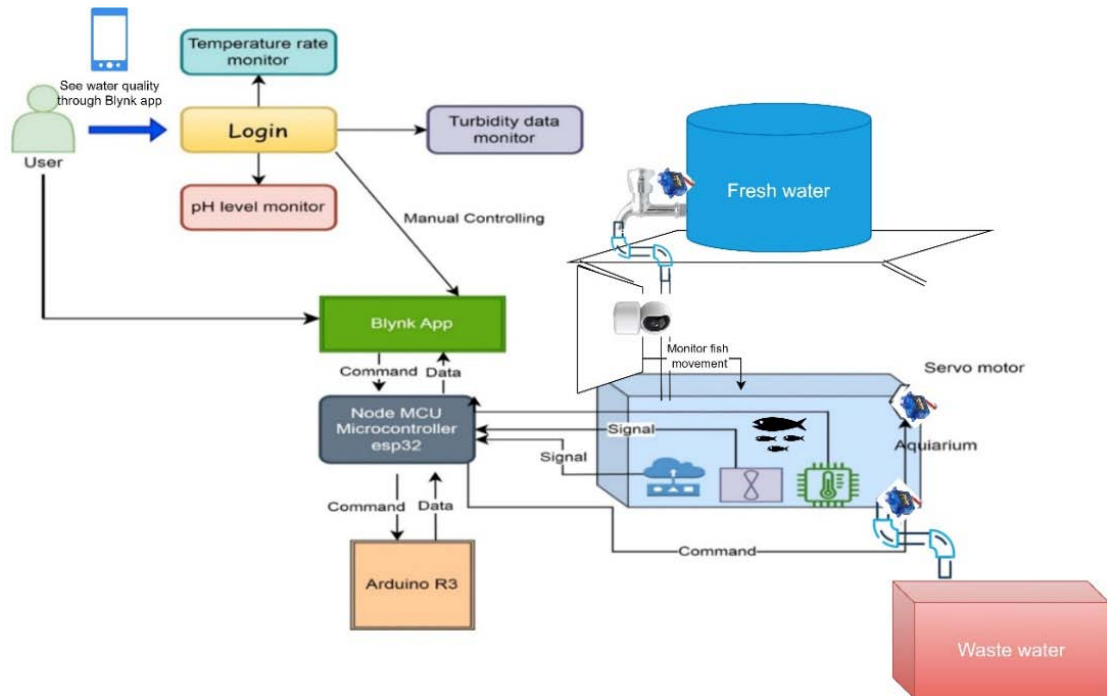 Temperature rate
monitor
See water quality
through Blynk app
Login
Turbidity data
monitor
User
pH level monitor
Manual Controlling
Fresh water
Blynk App
Monitor fish
movement
Command
Data
Servo motor
Node MCU
Microcontroller
esp32
Signal
Signal
Aquiarium
Command
Data
Command
Arduino R3
Waste water